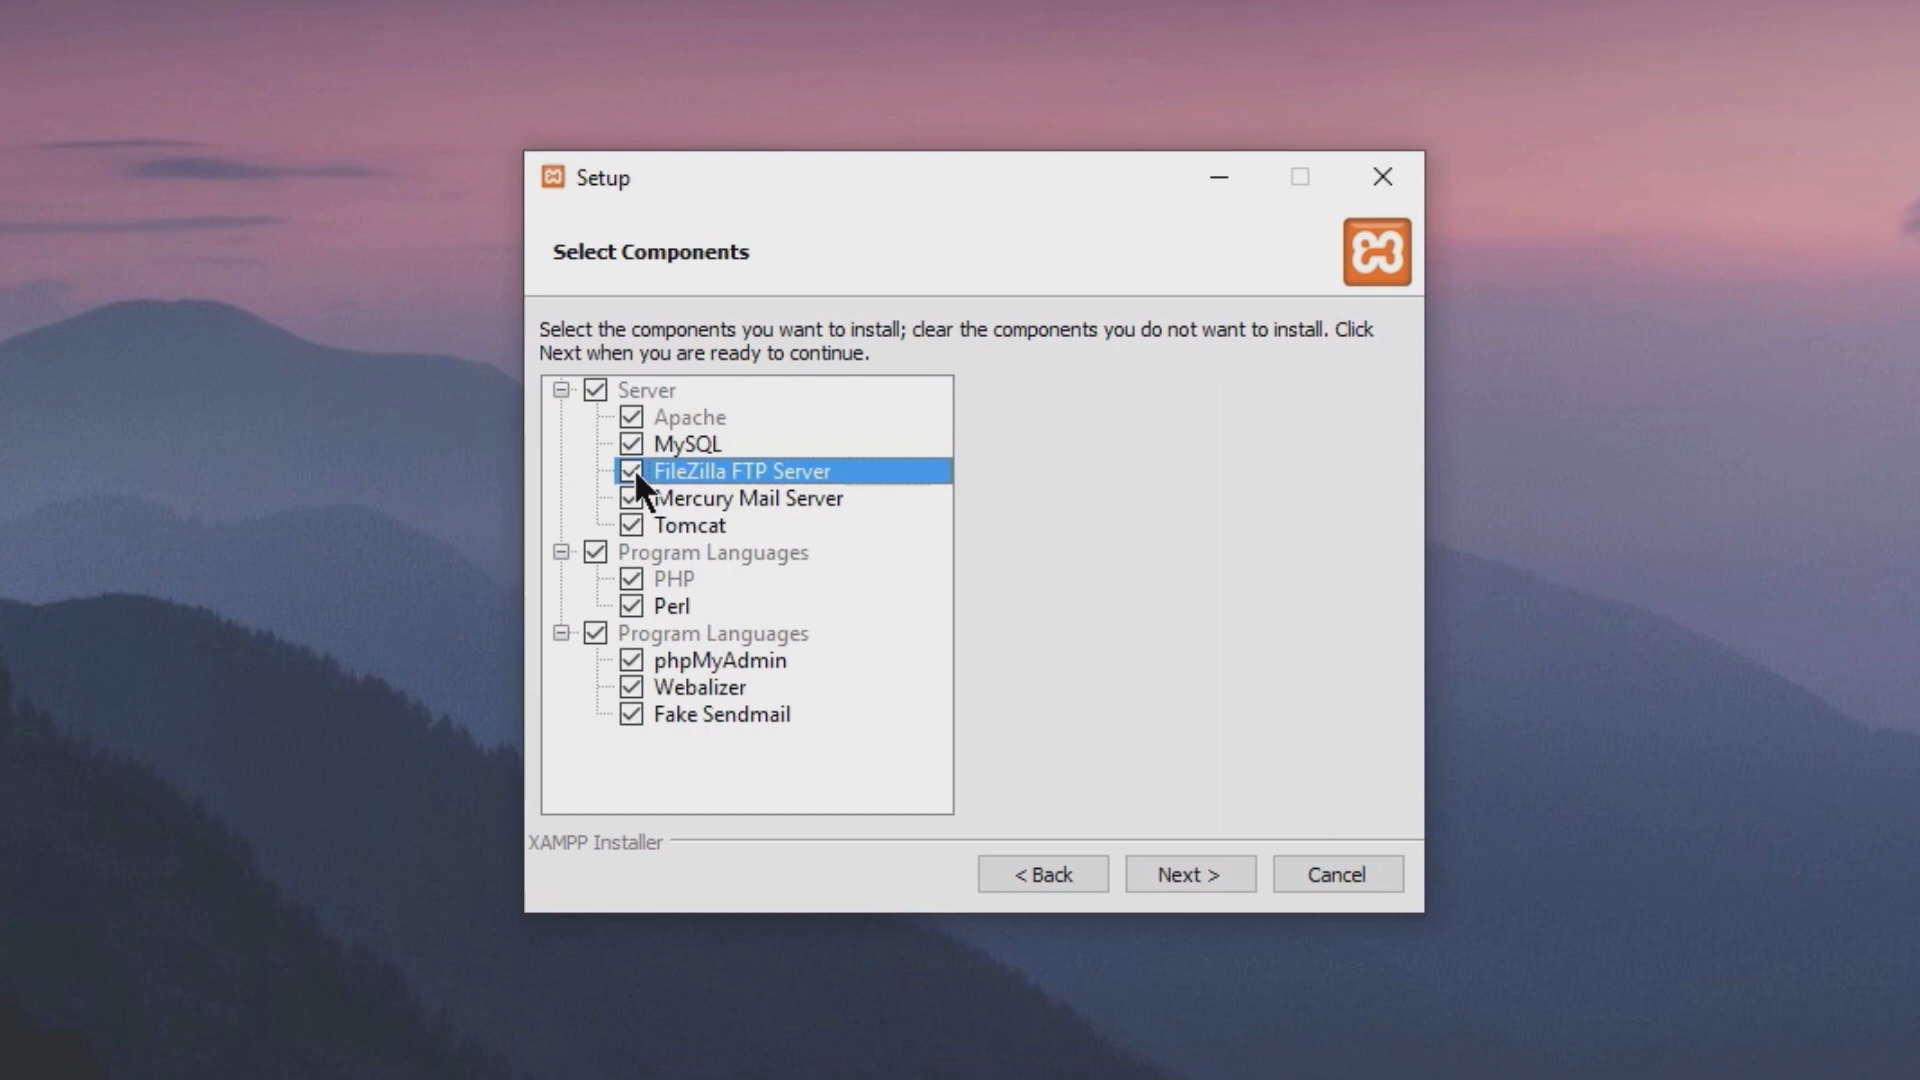 Setup
Select Components
Select the components you want to install; clear the components you do not want to install. Click
Next when you are ready to continue.
Server
Apache
MySQL
FileZilla FTP Server
Mercury Mail Server
Tomcat
Program Languages
PHP
Perl
Program Languages
phpMyAdmin
Webalizer
Fake Sendmail
XAMPP Installer
< Back
Next >
Cancel